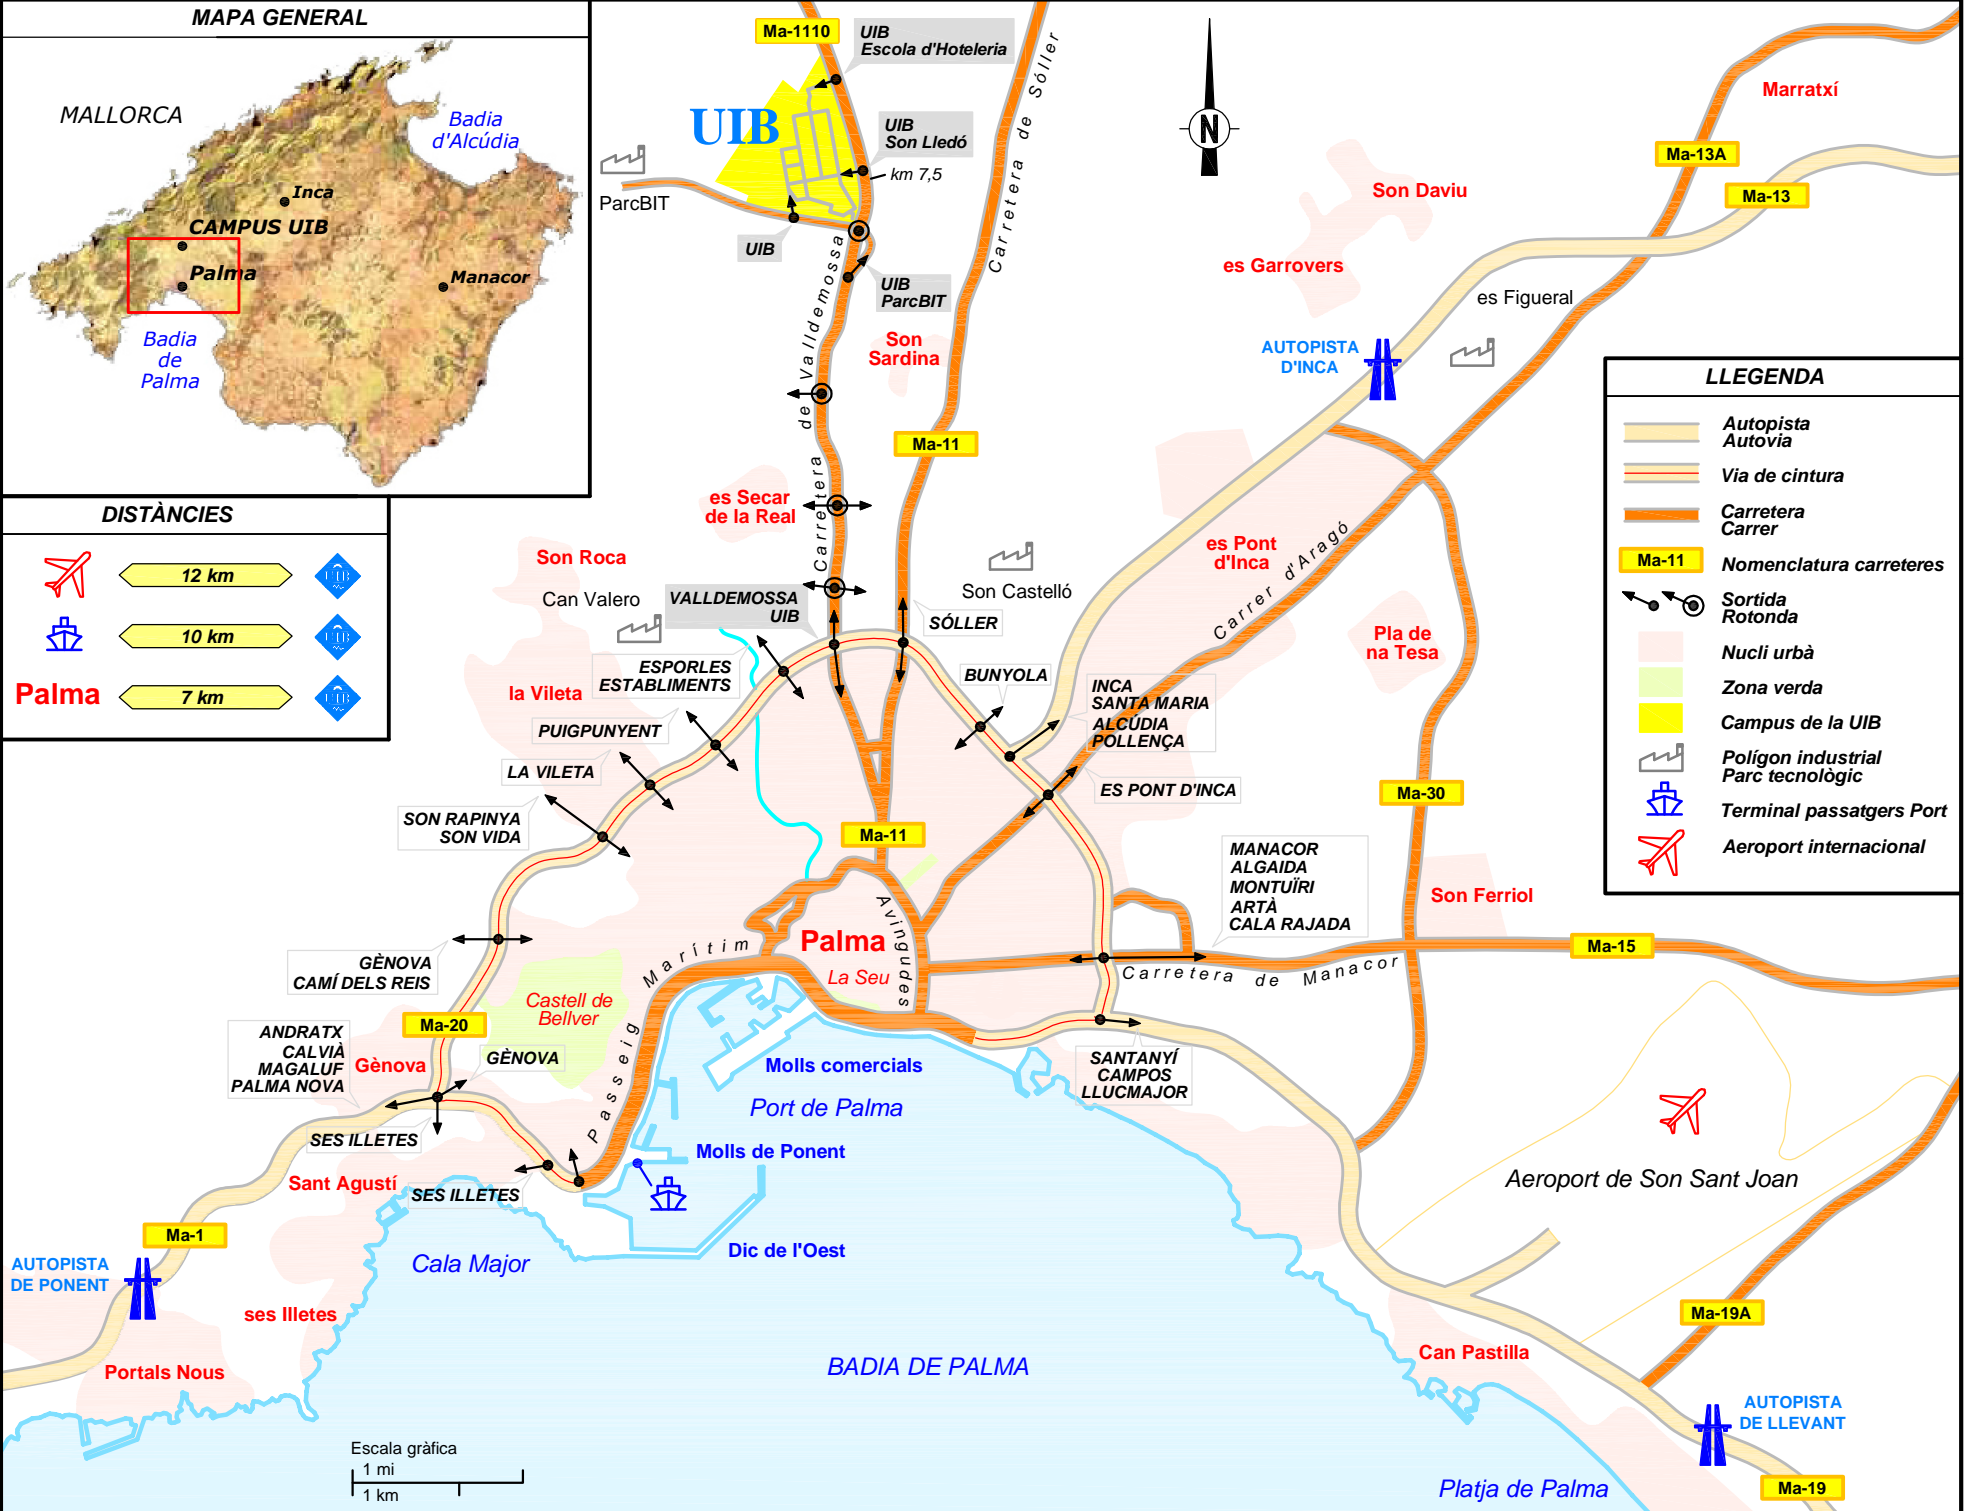 MAPA GENERAL
MALLORCA
Badia
d'Alcúdia
Inca
CAMPUS UIB
Palma
Manacor
Badia
de
Palma
DISTÀNCIES
12 km
UIB
10 km
UIB
Palma
7 km
UIB
Ma-1110
UIB
Escola d'Hoteleria
UIB
UIB
Son Lledó
km 7,5
ParcBIT
UIB
UIB
ParcBIT
Carretera de Valldemossa
Carretera de Sóller
N
Marratxí
Ma-13A
Ma-13
Son Daviu
es Garrovers
es Figueral
AUTOPISTA
D'INCA
Son
Sardina
Ma-11
es Secar
de la Real
Son Roca
Can Valero
VALLDEMOSSA
UIB
Son Castelló
SÓLLER
es Pont
d'Inca
Carrer d'Aragó
Pla de
na Tesa
ESPORLES
ESTABLIMENTS
la Vileta
PUIGPUNYENT
LA VILETA
SON RAPINYA
SON VIDA
BUNYOLA
INCA
SANTA MARIA
ALCÚDIA
POLLENÇA
ES PONT D'INCA
Ma-30
Ma-11
MANACOR
ALGAIDA
MONTUÏRI
ARTÀ
CALA RAJADA
Son Ferriol
Ma-15
Carretera de Manacor
Avingudes
Palma
La Seu
Passeig Marítim
GÈNOVA
CAMÍ DELS REIS
Castell de
Bellver
Ma-20
ANDRATX
CALVIÀ
MAGALUF
PALMA NOVA
Gènova
GÈNOVA
SES ILLETES
Sant Agustí
SES ILLETES
Molls comercials
Port de Palma
Molls de Ponent
Dic de l'Oest
SANTANYÍ
CAMPOS
LLUCMAJOR
Aeroport de Son Sant Joan
Ma-1
AUTOPISTA
DE PONENT
Cala Major
ses Illetes
Portals Nous
BADIA DE PALMA
Ma-19A
Can Pastilla
AUTOPISTA
DE LLEVANT
Platja de Palma
Ma-19
Escala gràfica
1 mi
1 km
LLEGENDA
Autopista
Autovia
Via de cintura
Carretera
Carrer
Ma-11
Nomenclatura carreteres
Sortida
Rotonda
Nucli urbà
Zona verda
Campus de la UIB
Polígon industrial
Parc tecnològic
Terminal passatgers Port
Aeroport internacional